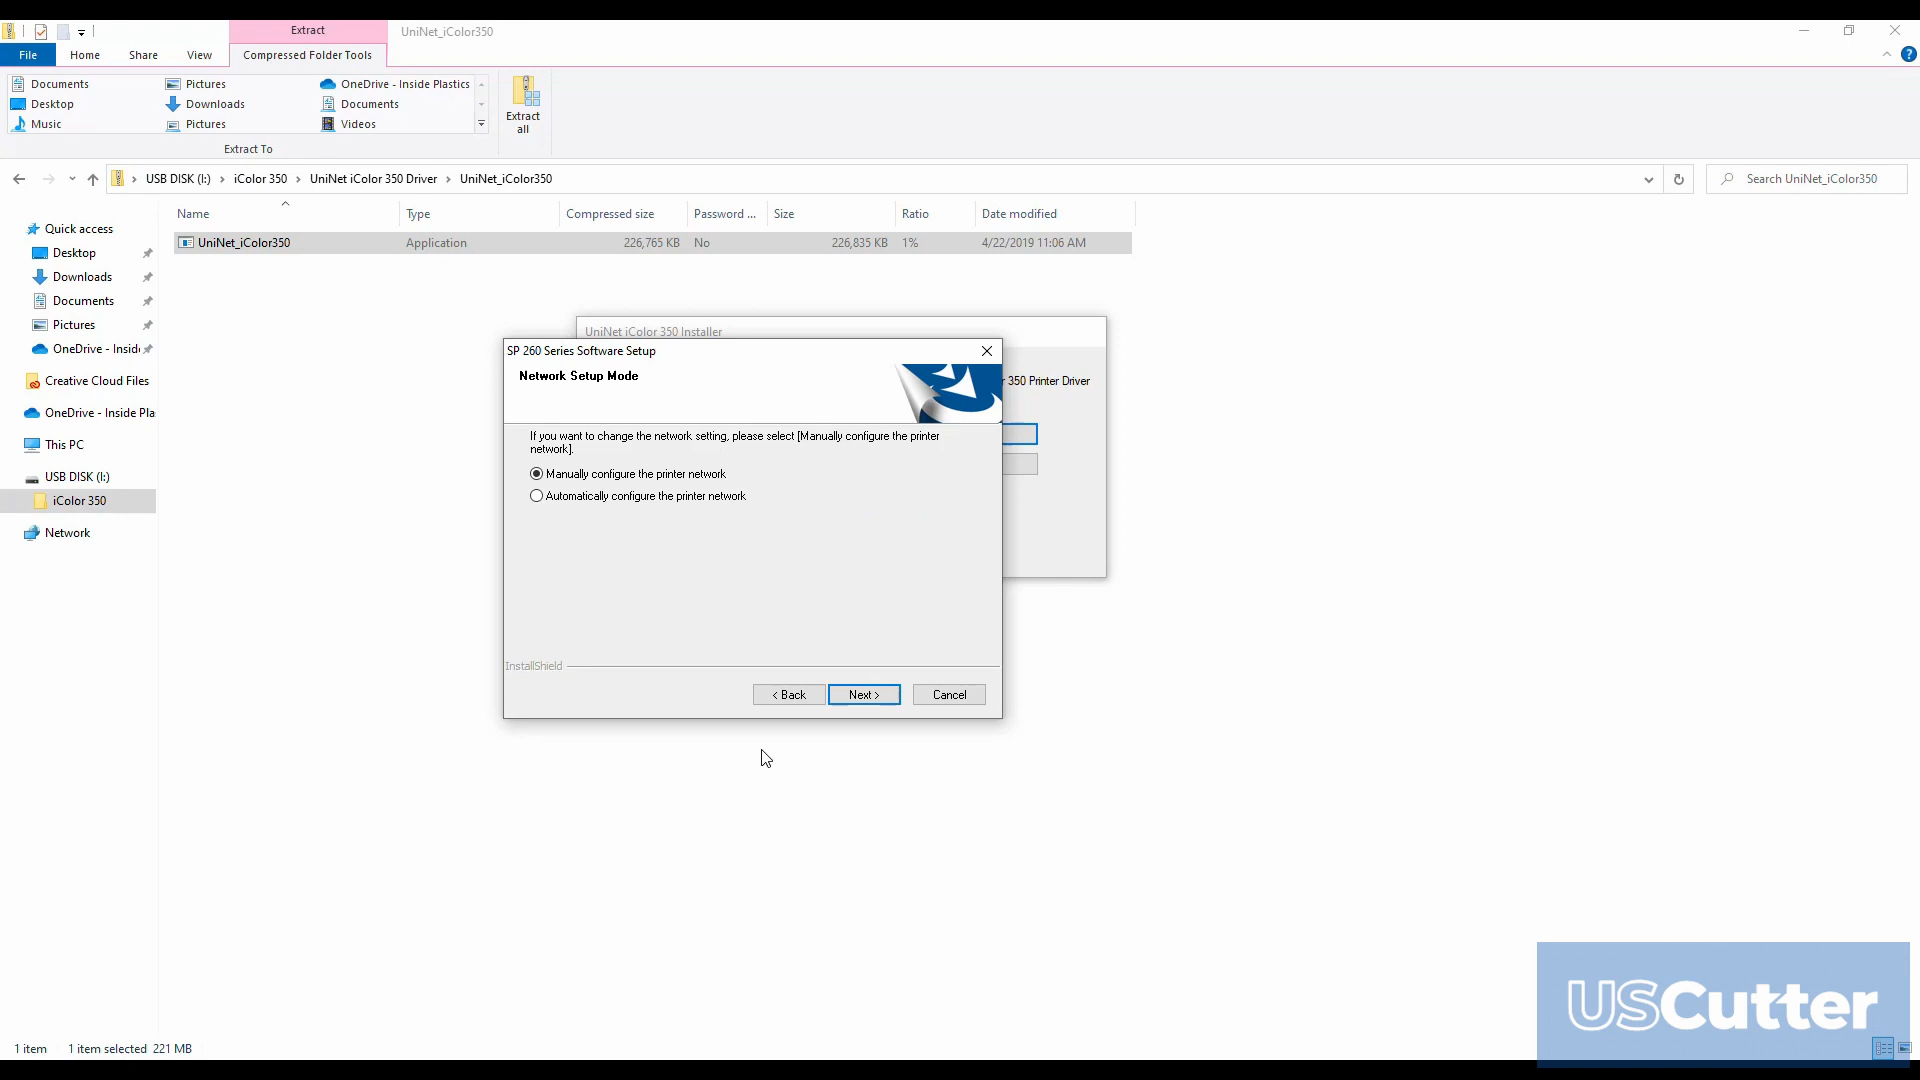 Extract
UniNet_iColor350
File
Home
Share
View
Compressed Folder Tools
Documents
Pictures
OneDrive - Inside Plastics
Desktop
Downloads
Documents
Music
Pictures
Videos
Extract
all
Extract To
USB DISK (I:) › iColor 350 › UniNet iColor 350 Driver › UniNet_iColor350
Search UniNet_iColor350
Name
Type
Compressed size
Password ...
Size
Ratio
Date modified
UniNet_iColor350
Application
226,765 KB
No
226,835 KB
1%
4/22/2019 11:06 AM
Quick access
Desktop
Downloads
Documents
Pictures
OneDrive - Inside
Creative Cloud Files
OneDrive - Inside Pla
This PC
USB DISK (I:)
iColor 350
Network
UniNet iColor 350 Installer
350 Printer Driver
SP 260 Series Software Setup
Network Setup Mode
If you want to change the network setting, please select [Manually configure the printer
network].
Manually configure the printer network
Automatically configure the printer network
InstallShield
< Back
Next >
Cancel
1 item
1 item selected 221 MB
USCutter